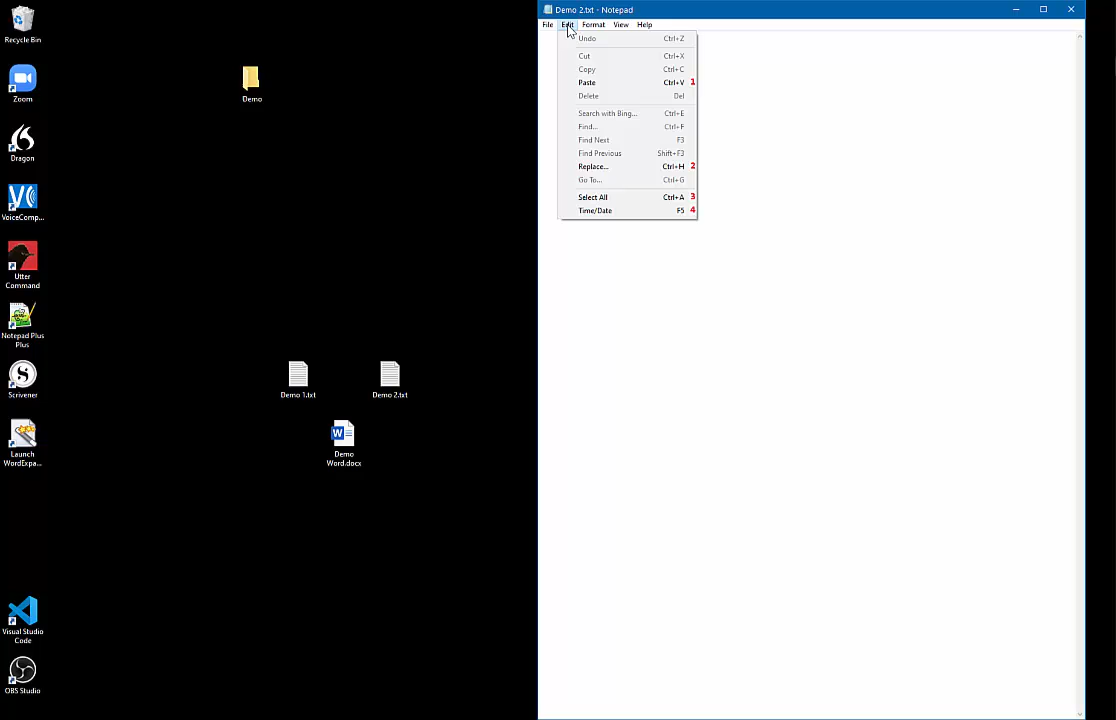 Recycle Bin
Zoom
Dragon
VoiceComp...
Utter
Command
Notepad Plus
Plus
Scrivener
Launch
WordExpa...
Visual Studio
Code
OBS Studio
Demo
Demo 1.txt
Demo 2.txt
Demo
Word.docx
Demo 2.txt - Notepad
File Edit Format View Help
Undo Ctrl+Z
Cut Ctrl+X
Copy Ctrl+C
Paste Ctrl+V 1
Delete Del
Search with Bing... Ctrl+E
Find... Ctrl+F
Find Next F3
Find Previous Shift+F3
Replace... Ctrl+H 2
Go To... Ctrl+G
Select All Ctrl+A 3
Time/Date F5 4